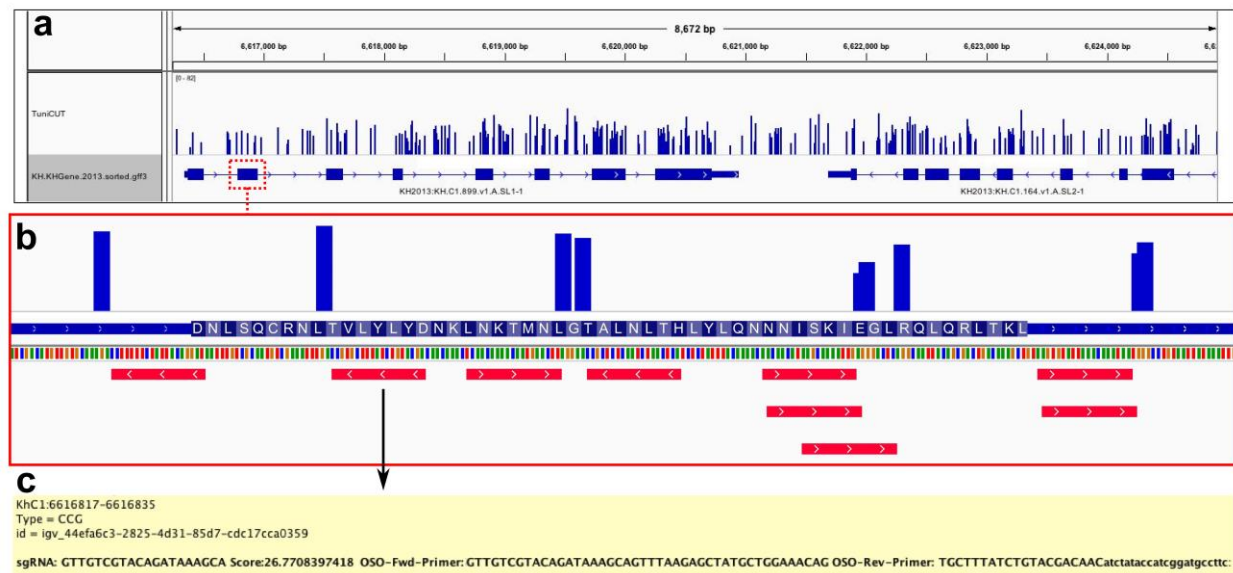 a
8,672 bp
6,617,000 bp 6,618,000 bp 6,619,000 bp 6,620,000 bp 6,621,000 bp 6,622,000 bp 6,623,000 bp 6,624,000 bp 6,6
[0 - 82]
TuniCUT
KH.KHGene.2013.sorted.gff3
KH2013:KH.C1.899.v1.A.SL1-1 KH2013:KH.C1.164.v1.A.SL2-1
b
DNLSQCRNLTVLYLYDNKLNKTMNLGTALNLTHLYLQNNNISKIEGLRQLQRLTKL
c
KhC1:6616817-6616835
Type = CCG
id = igv_44efa6c3-2825-4d31-85d7-cdc17cca0359
sgRNA: GTTGTCGTACAGATAAAGCA Score:26.7708397418 OSO-Fwd-Primer: GTTGTCGTACAGATAAAGCAGTTTAAGAGCTATGCTGGAAACAG OSO-Rev-Primer: TGCTTTATCTGTACGACAACatctataccatcggatgccttc: